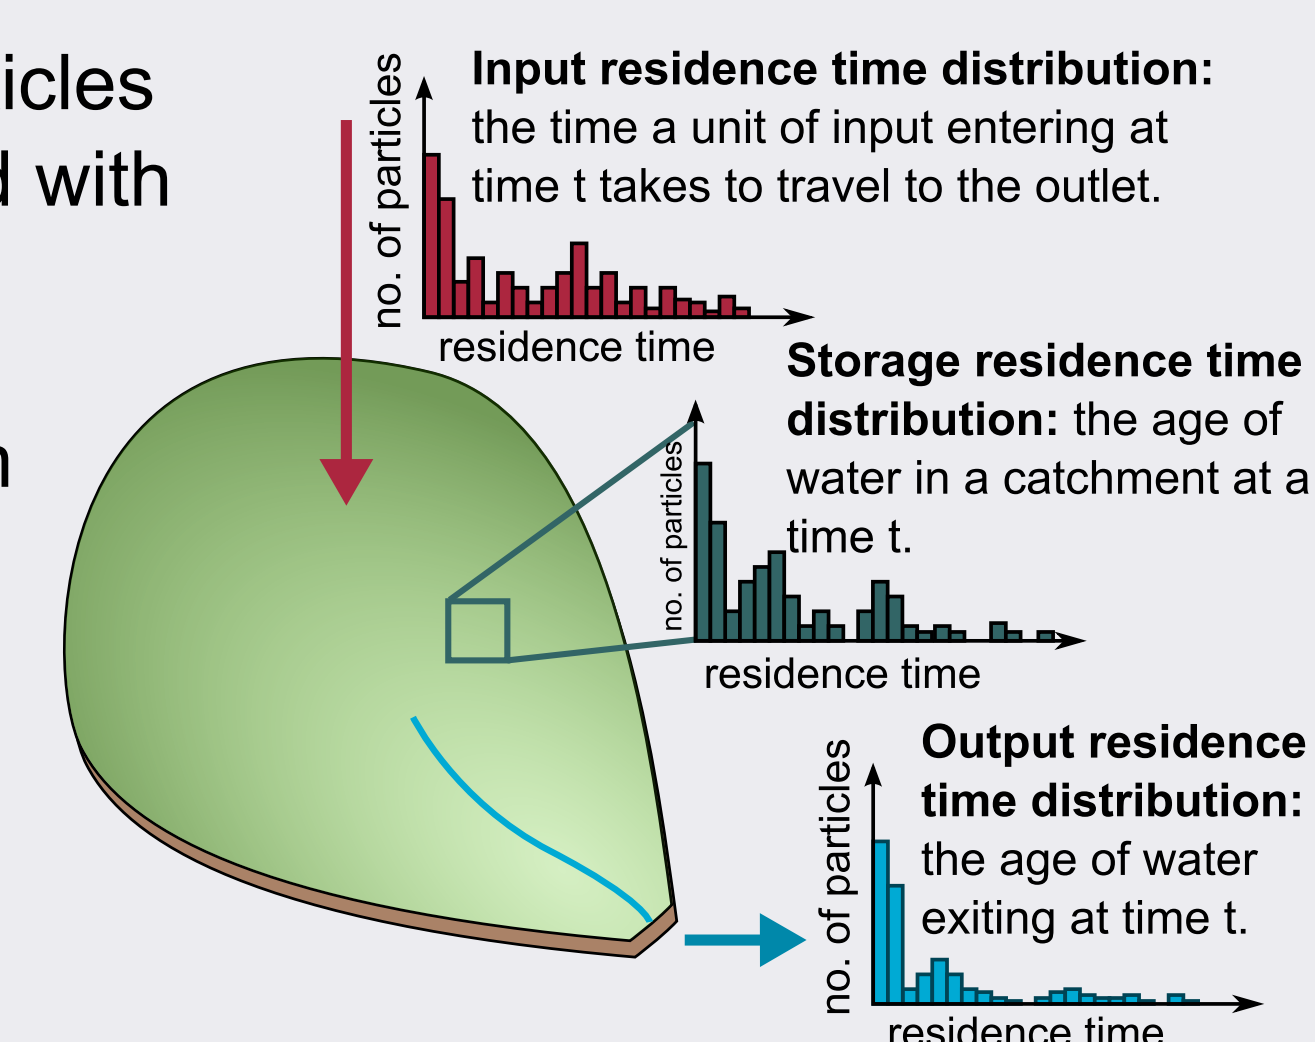 icles
d with
n
no. of particles
Input residence time distribution:
the time a unit of input entering at
time t takes to travel to the outlet.
residence time
Storage residence time
distribution: the age of
water in a catchment at a
time t.
no. of particles
residence time
Output residence
time distribution:
the age of water
exiting at time t.
no. of particles
residence time